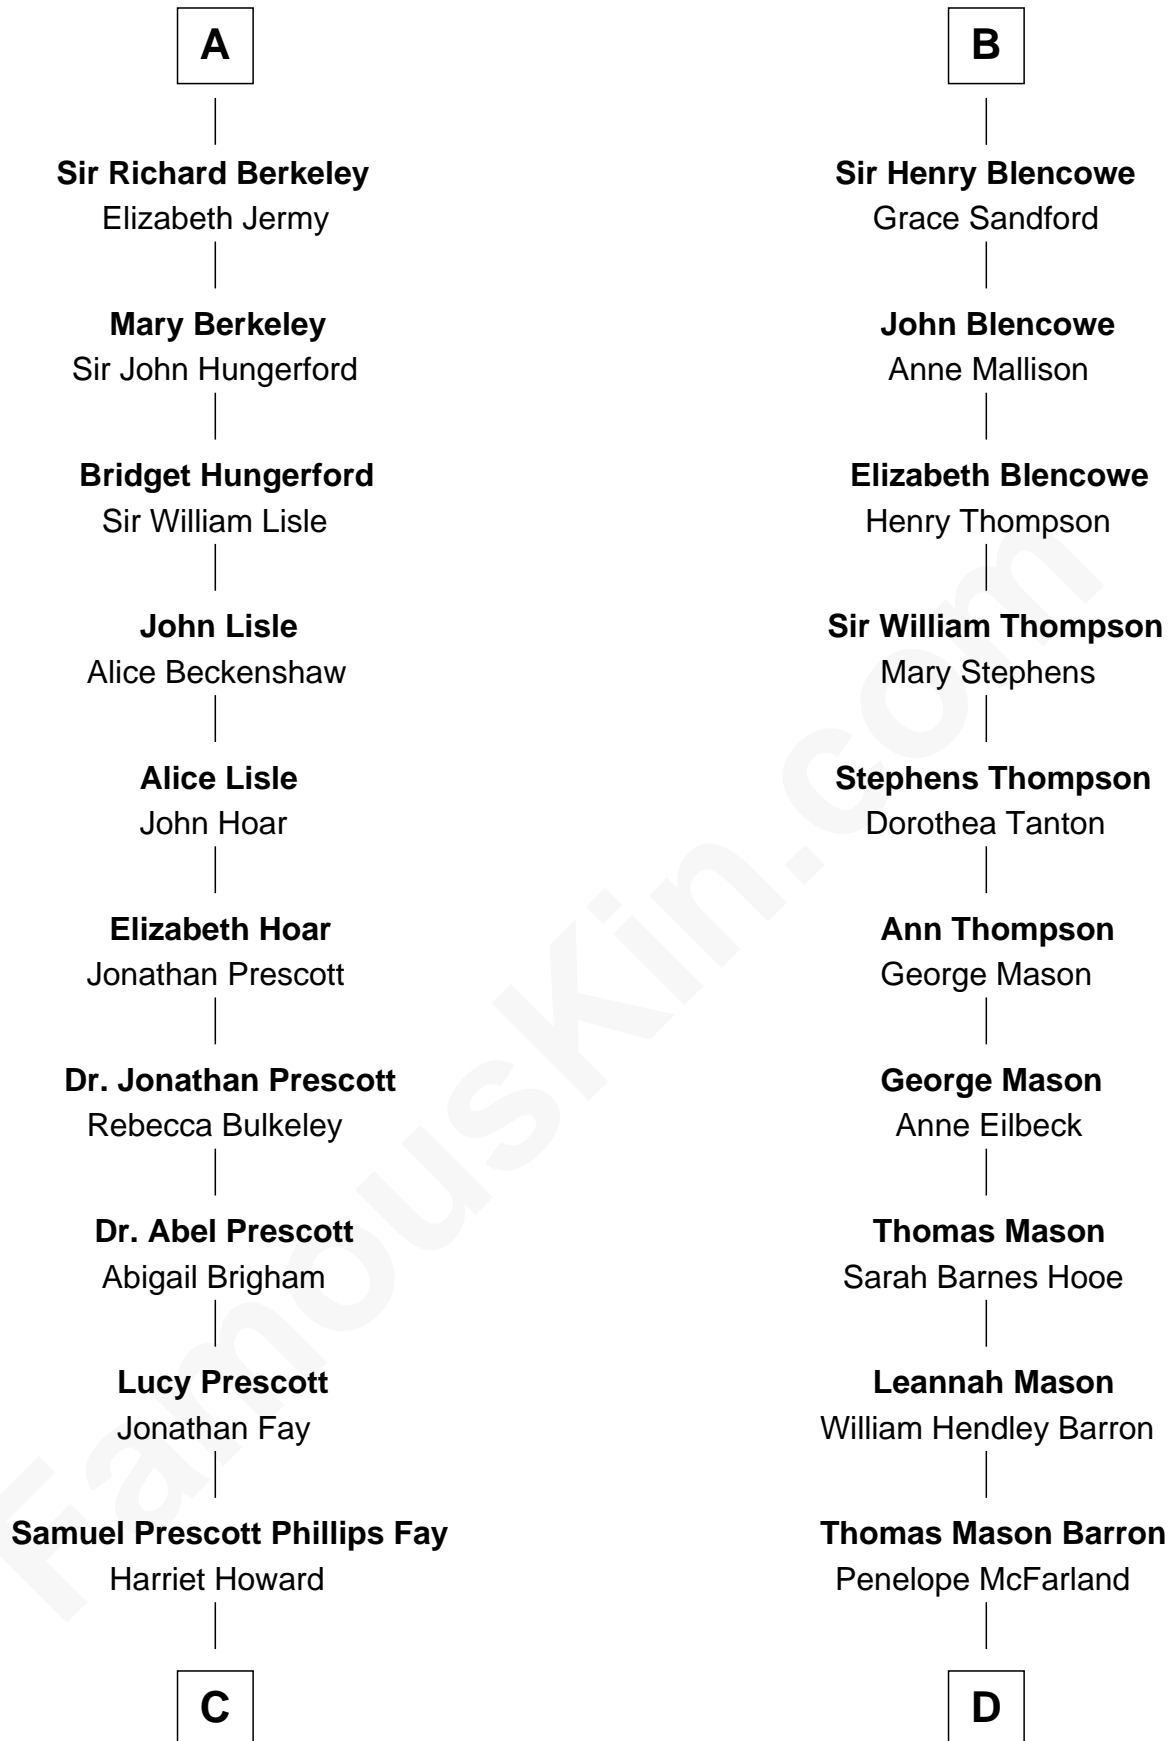 A
Sir Richard Berkeley
Elizabeth Jermy
Mary Berkeley
Sir John Hungerford
Bridget Hungerford
Sir William Lisle
John Lisle
Alice Beckenshaw
Alice Lisle
John Hoar
Elizabeth Hoar
Jonathan Prescott
Dr. Jonathan Prescott
Rebecca Bulkeley
Dr. Abel Prescott
Abigail Brigham
Lucy Prescott
Jonathan Fay
Samuel Prescott Phillips Fay
Harriet Howard
C
B
Sir Henry Blencowe
Grace Sandford
John Blencowe
Anne Mallison
Elizabeth Blencowe
Henry Thompson
Sir William Thompson
Mary Stephens
Stephens Thompson
Dorothea Tanton
Ann Thompson
George Mason
George Mason
Anne Eilbeck
Thomas Mason
Sarah Barnes Hooe
Leannah Mason
William Hendley Barron
Thomas Mason Barron
Penelope McFarland
D
FamousKin.com